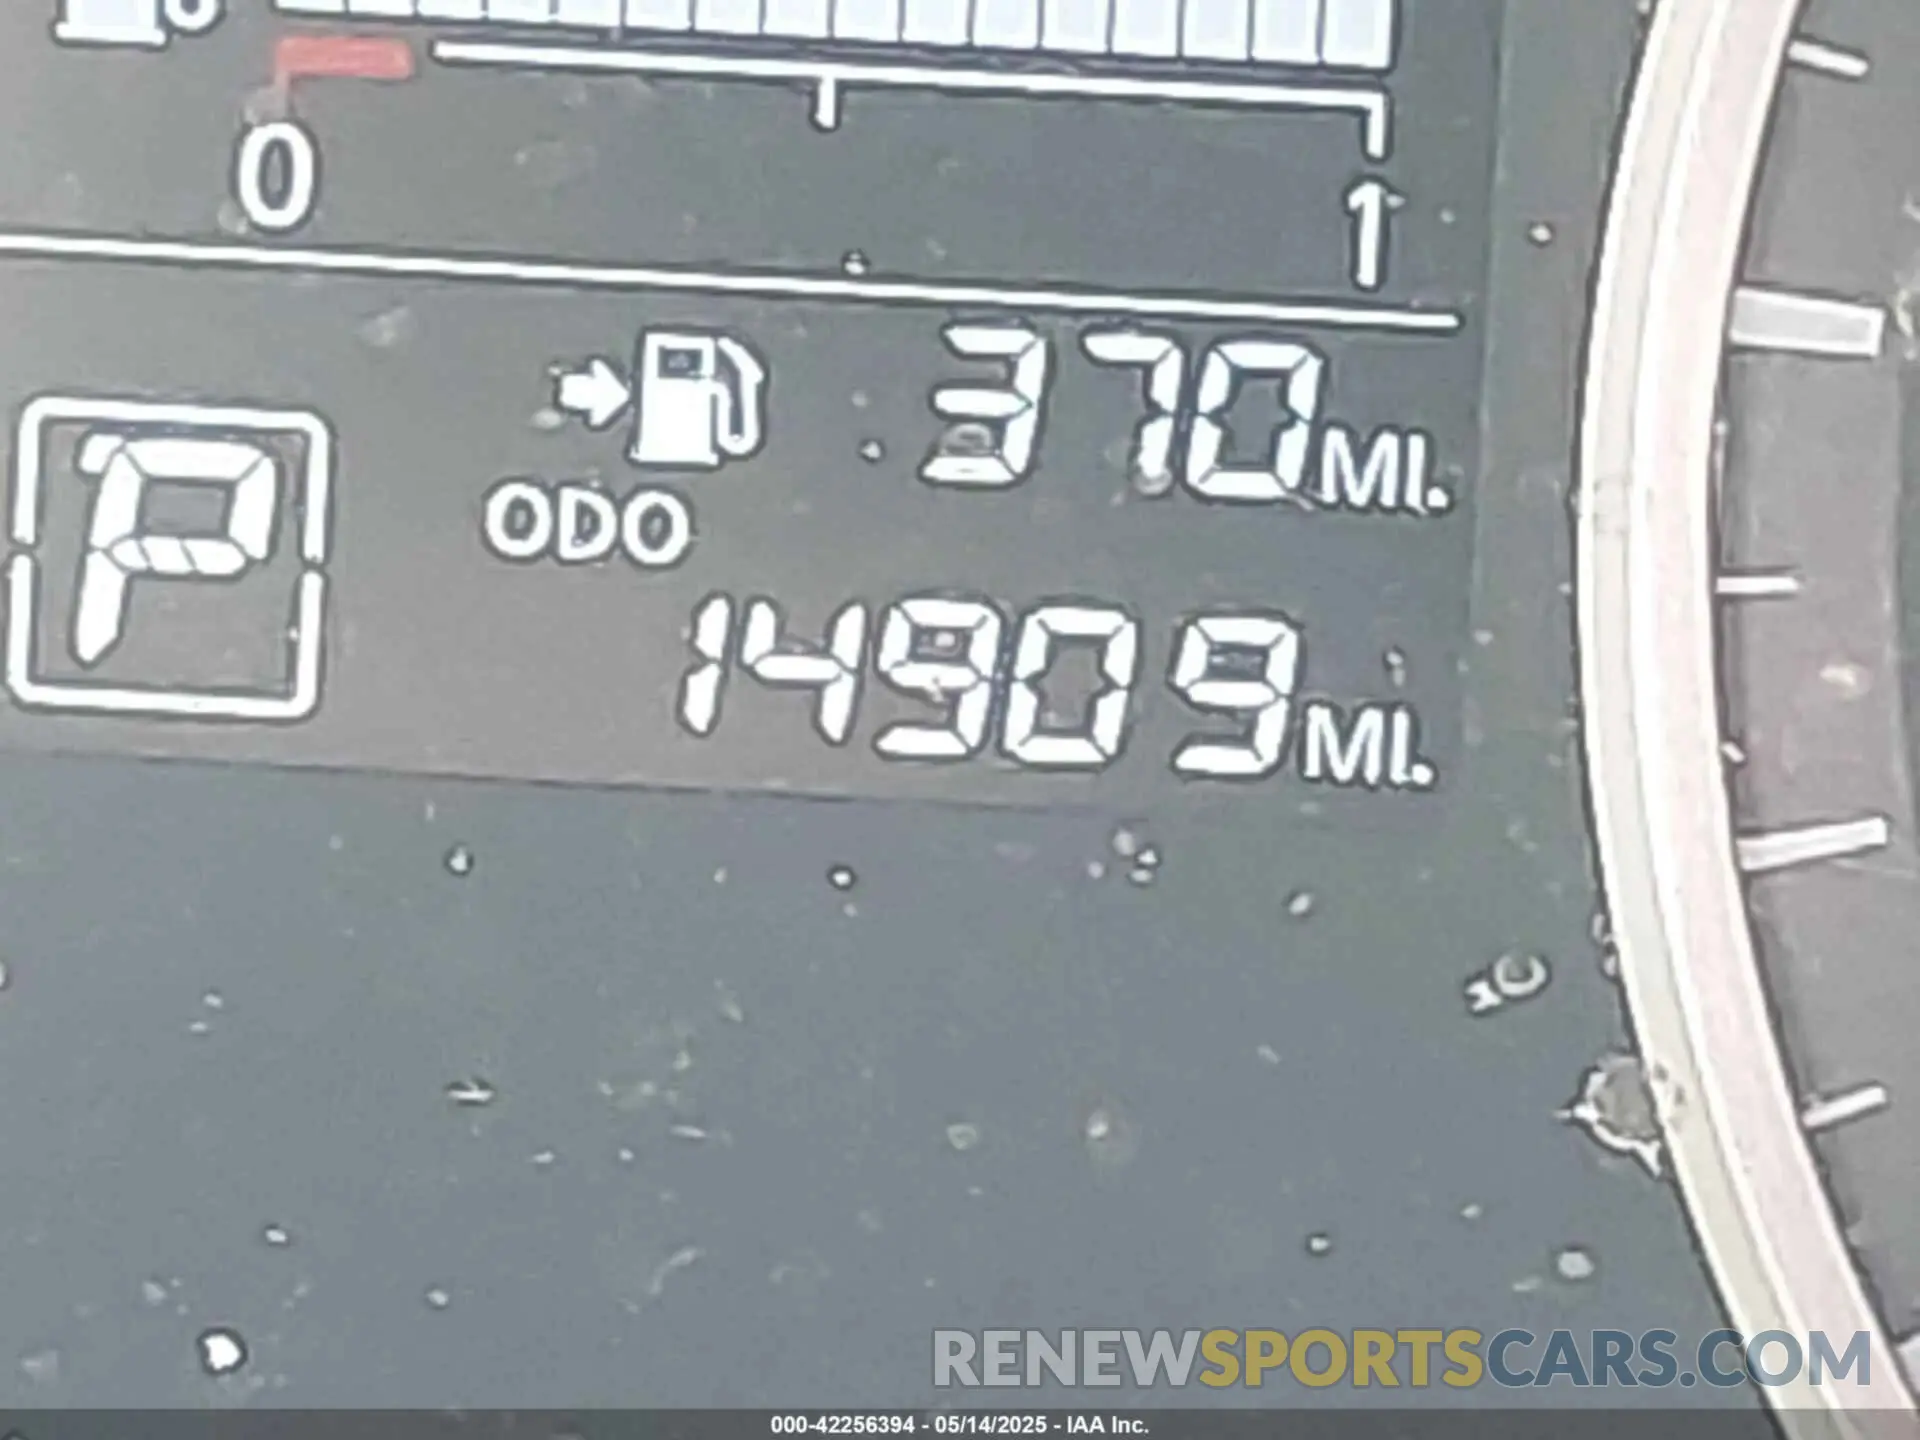 0
1
370 MI.
P
ODO
14909 MI.
RENEWSPORTSCARS.COM
000-42256394 - 05/14/2025 - IAA Inc.